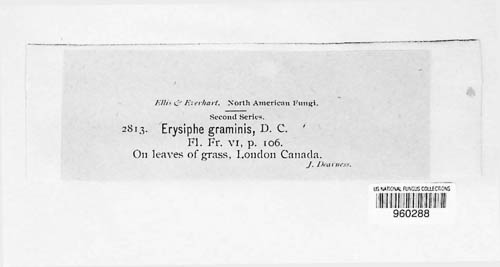 Ellis & Everhart. North American Fungi.
Second Series.
2813. Erysiphe graminis, D. C.
Fl. Fr. VI, p. 106.
On leaves of grass, London Canada.
J. Dearness.
US NATIONAL FUNGUS COLLECTIONS
960288